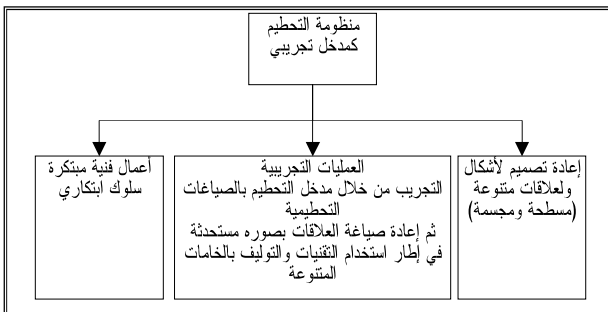 منظومة التحطيم
كمدخل تجريبي
إعادة تصميم لأشكال
ولعلاقات متنوعة
(مسطحة ومجسمة)
العمليات التجريبية
التجريب من خلال مدخل التحطيم بالصياغات
التحطيمية
ثم إعادة صياغة العلاقات بصوره مستحدثة
في إطار استخدام التقنيات والتوليف بالخامات
المتنوعة
أعمال فنية مبتكرة
سلوك ابتكاري